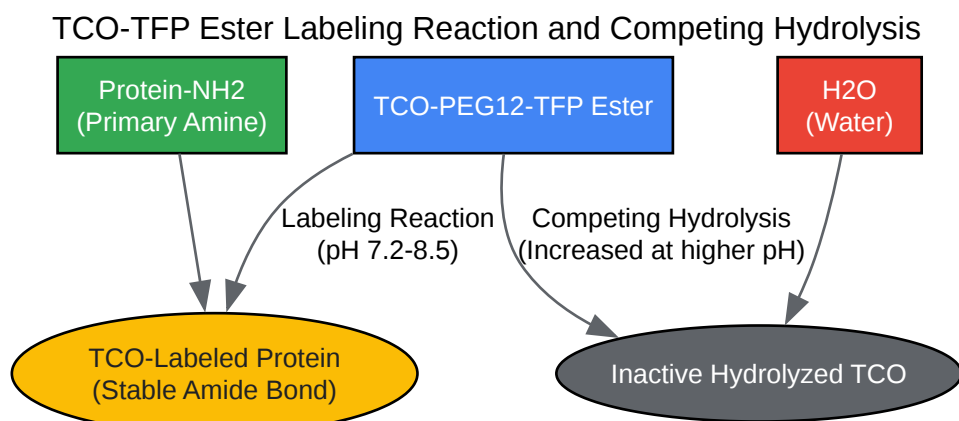 TCO-TFP Ester Labeling Reaction and Competing Hydrolysis
Protein-NH2
(Primary Amine)
TCO-PEG12-TFP Ester
H2O
(Water)
Labeling Reaction
(pH 7.2-8.5)
Competing Hydrolysis
(Increased at higher pH)
TCO-Labeled Protein
(Stable Amide Bond)
Inactive Hydrolyzed TCO